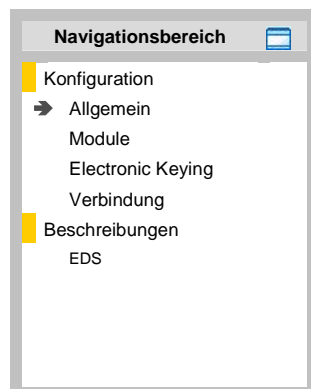 Navigationsbereich
Konfiguration
Allgemein
Module
Electronic Keying
Verbindung
Beschreibungen
EDS